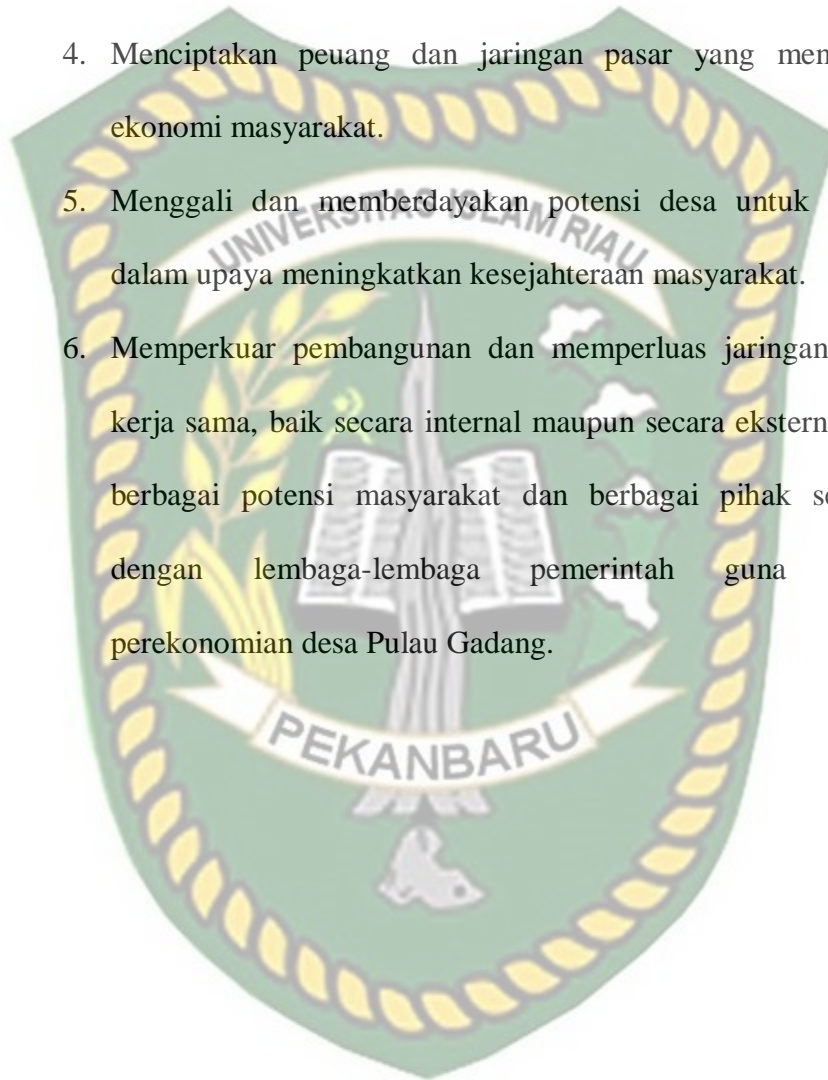 4. Menciptakan peuang dan jaringan pasar yang men
ekonomi masyarakat.
5. Menggali dan memberdayakan potensi desa untuk
dalam upaya meningkatkan kesejahteraan masyarakat.
6. Memperkuar pembangunan dan memperluas jaringan
kerja sama, baik secara internal maupun secara ekstern
berbagai potensi masyarakat dan berbagai pihak se
dengan lembaga-lembaga pemerintah guna
perekonomian desa Pulau Gadang.
UNIVERSITAS ISLAM RIAU
PEKANBARU